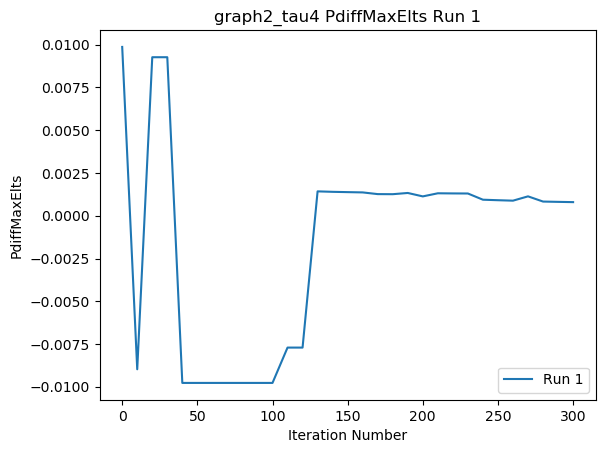 graph2_tau4 PdiffMaxElts Run 1
0.0100
0.0075
0.0050
0.0025
0.0000
−0.0025
−0.0050
−0.0075
−0.0100
PdiffMaxElts
Run 1
0 50 100 150 200 250 300
Iteration Number